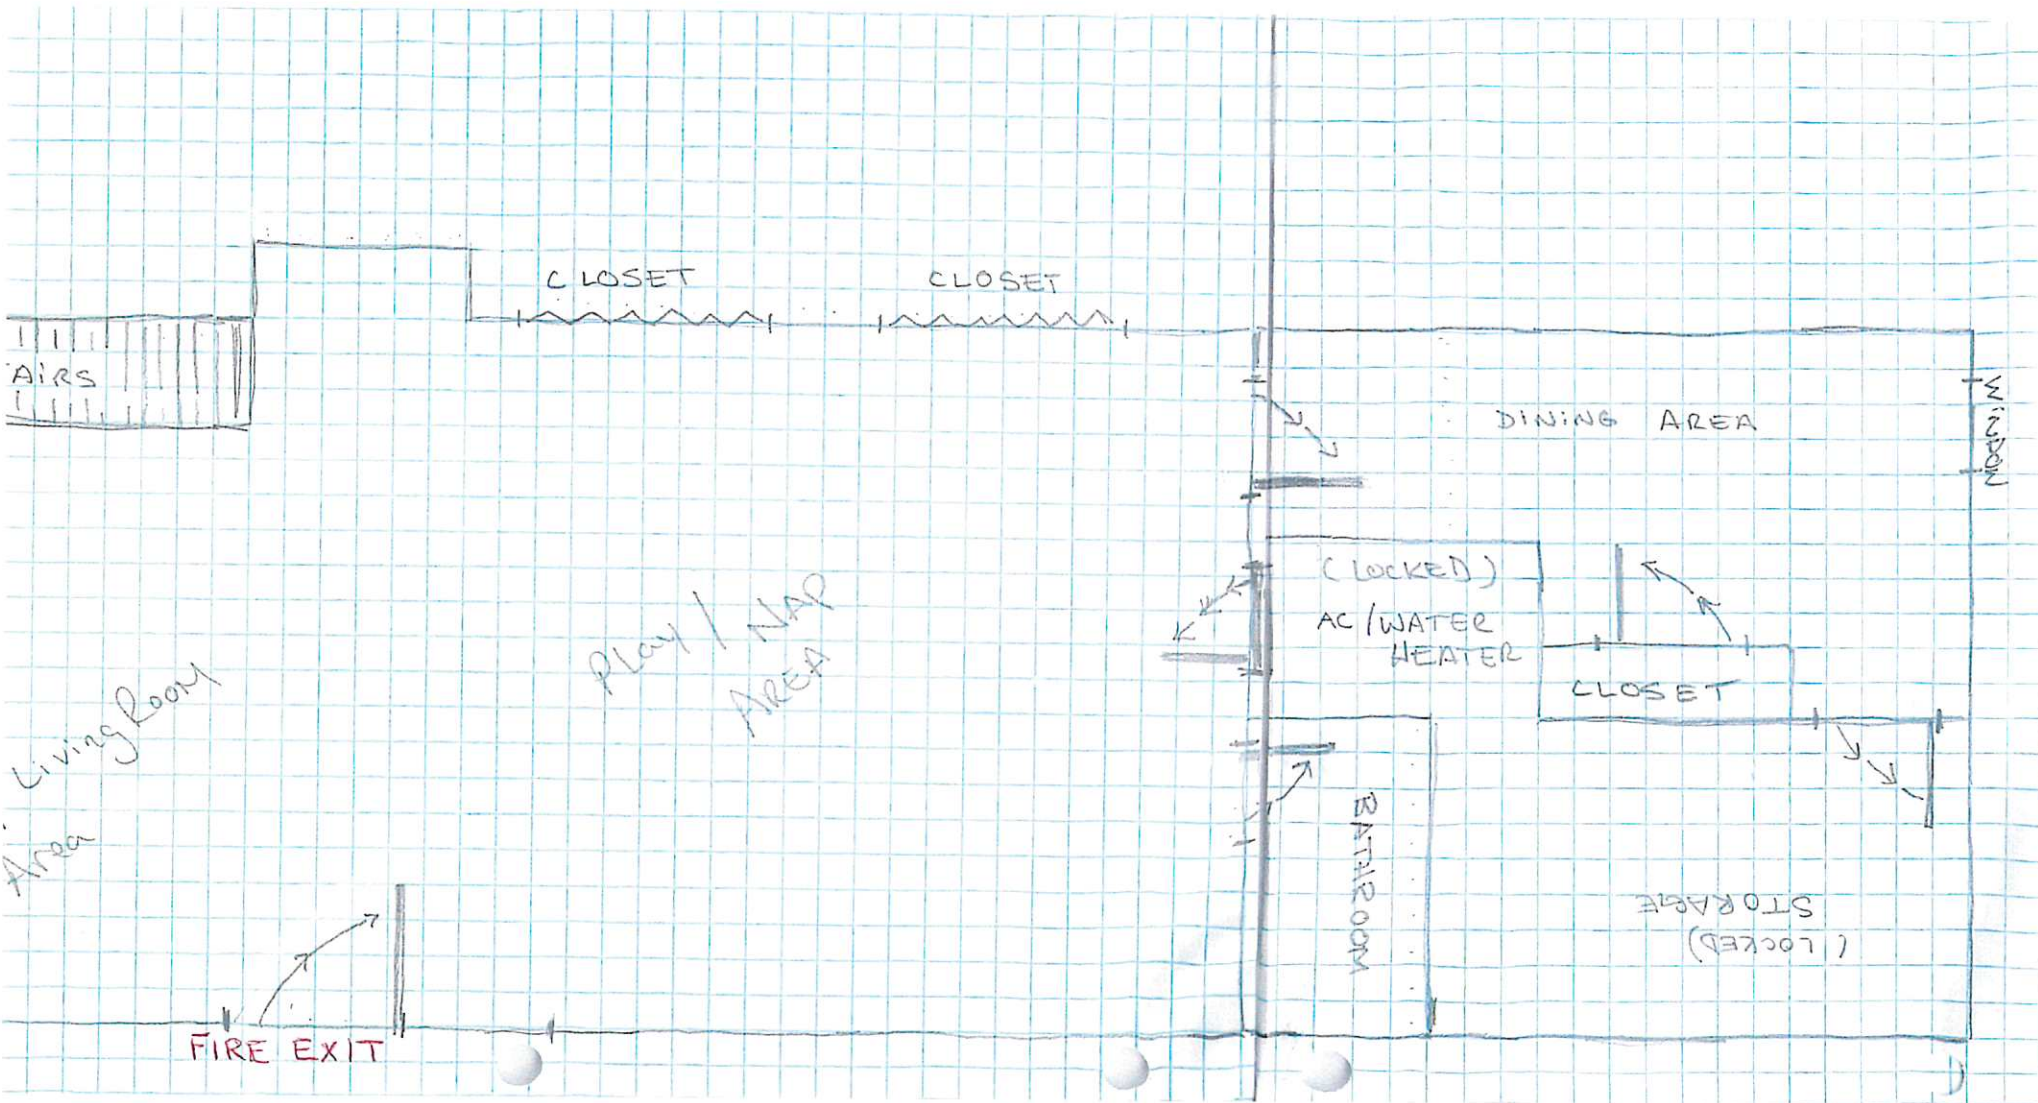 CLOSET
CLOSET
AIRS
DINING AREA
WINDOW
(LOCKED)
AC/WATER
HEATER
CLOSET
PLay / NAP
AREA
Living Room
Area
BATHROOM
STORAGE
(LOCKED)
FIRE EXIT